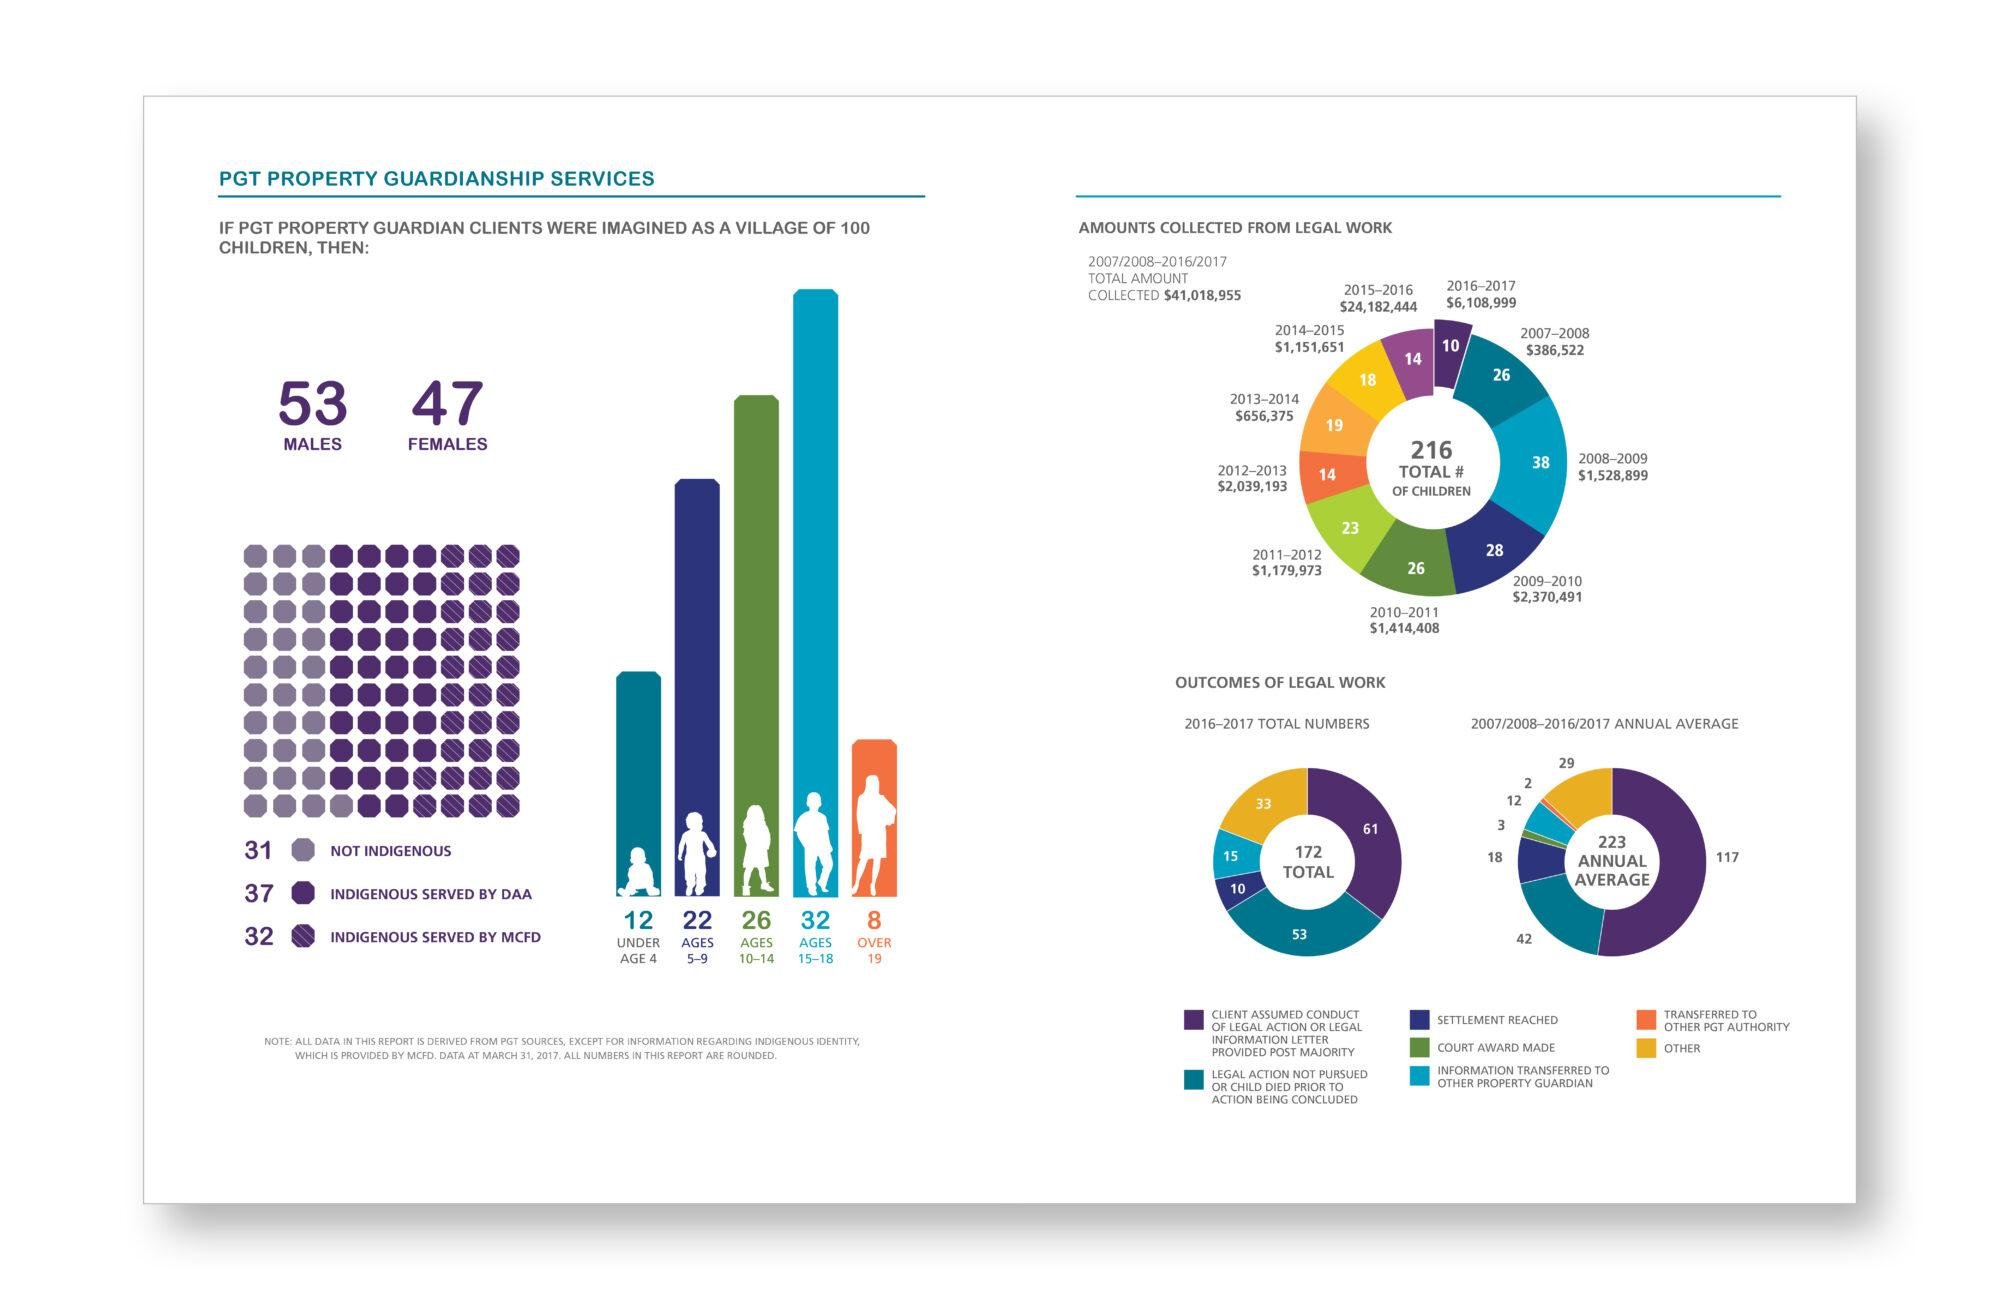 PGT PROPERTY GUARDIANSHIP SERVICES
IF PGT PROPERTY GUARDIAN CLIENTS WERE IMAGINED AS A VILLAGE OF 100
CHILDREN, THEN:
53
MALES
47
FEMALES
31 NOT INDIGENOUS
37 INDIGENOUS SERVED BY DAA
32 INDIGENOUS SERVED BY MCFD
12
UNDER
AGE 4
22
AGES
5–9
26
AGES
10–14
32
AGES
15–18
8
OVER
19
NOTE: ALL DATA IN THIS REPORT IS DERIVED FROM PGT SOURCES, EXCEPT FOR INFORMATION REGARDING INDIGENOUS IDENTITY,
WHICH IS PROVIDED BY MCFD. DATA AT MARCH 31, 2017. ALL NUMBERS IN THIS REPORT ARE ROUNDED.
AMOUNTS COLLECTED FROM LEGAL WORK
2007/2008–2016/2017
TOTAL AMOUNT
COLLECTED $41,018,955
2016–2017
$6,108,999
10
2007–2008
$386,522
26
2008–2009
$1,528,899
38
2009–2010
$2,370,491
28
2010–2011
$1,414,408
26
2011–2012
$1,179,973
23
2012–2013
$2,039,193
14
2013–2014
$656,375
19
2014–2015
$1,151,651
18
2015–2016
$24,182,444
14
216
TOTAL #
OF CHILDREN
OUTCOMES OF LEGAL WORK
2016–2017 TOTAL NUMBERS
61
53
10
15
33
172
TOTAL
2007/2008–2016/2017 ANNUAL AVERAGE
117
42
18
3
12
2
29
223
ANNUAL
AVERAGE
CLIENT ASSUMED CONDUCT
OF LEGAL ACTION OR LEGAL
INFORMATION LETTER
PROVIDED POST MAJORITY
LEGAL ACTION NOT PURSUED
OR CHILD DIED PRIOR TO
ACTION BEING CONCLUDED
SETTLEMENT REACHED
COURT AWARD MADE
INFORMATION TRANSFERRED TO
OTHER PROPERTY GUARDIAN
TRANSFERRED TO
OTHER PGT AUTHORITY
OTHER